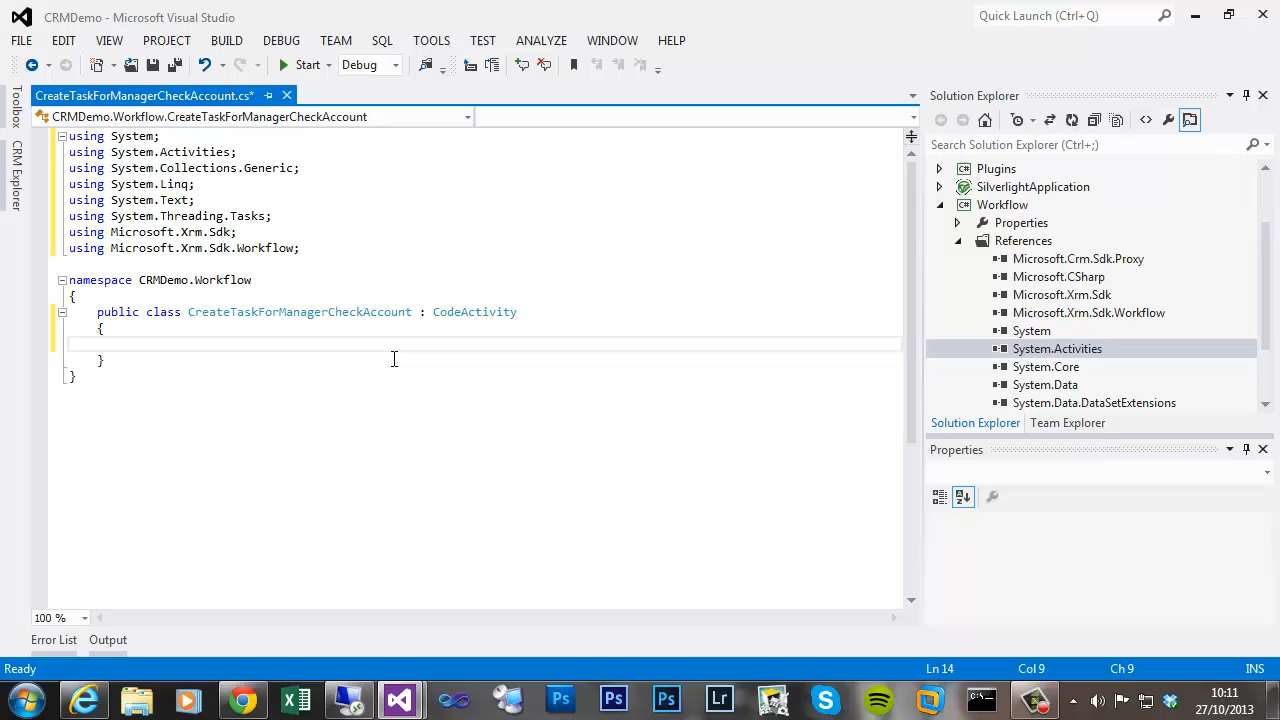 CRMDemo - Microsoft Visual Studio
Quick Launch (Ctrl+Q)
FILE EDIT VIEW PROJECT BUILD DEBUG TEAM SQL TOOLS TEST ANALYZE WINDOW HELP
Start Debug
Toolbox
CRM Explorer
CreateTaskForManagerCheckAccount.cs*
CRMDemo.Workflow.CreateTaskForManagerCheckAccount
using System;
using System.Activities;
using System.Collections.Generic;
using System.Linq;
using System.Text;
using System.Threading.Tasks;
using Microsoft.Xrm.Sdk;
using Microsoft.Xrm.Sdk.Workflow;
namespace CRMDemo.Workflow
{
public class CreateTaskForManagerCheckAccount : CodeActivity
{
}
}
100 %
Error List Output
Solution Explorer
Search Solution Explorer (Ctrl+;)
C# Plugins
SilverlightApplication
C# Workflow
Properties
References
Microsoft.Crm.Sdk.Proxy
Microsoft.CSharp
Microsoft.Xrm.Sdk
Microsoft.Xrm.Sdk.Workflow
System
System.Activities
System.Core
System.Data
System.Data.DataSetExtensions
Solution Explorer Team Explorer
Properties
Ready Ln 14 Col 9 Ch 9 INS
Ps Ps Ps Lr
10:11
27/10/2013